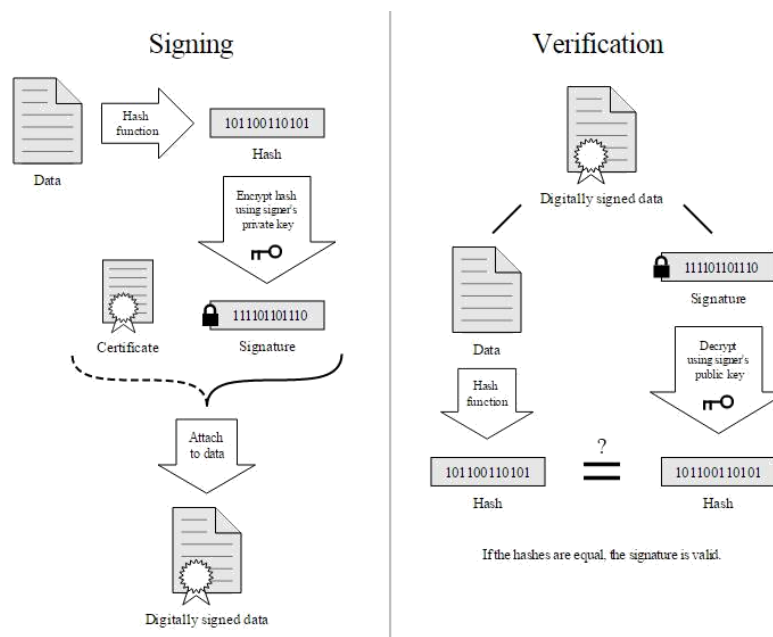 Signing
Hash
function
101100110101
Hash
Data
Encrypt hash
using signer's
private key
111101101110
Certificate
Signature
Attach
to data
Digitally signed data
Verification
Digitally signed data
111101101110
Signature
Data
Decrypt
using signer's
public key
Hash
function
?
101100110101
=
101100110101
Hash
Hash
If the hashes are equal, the signature is valid.